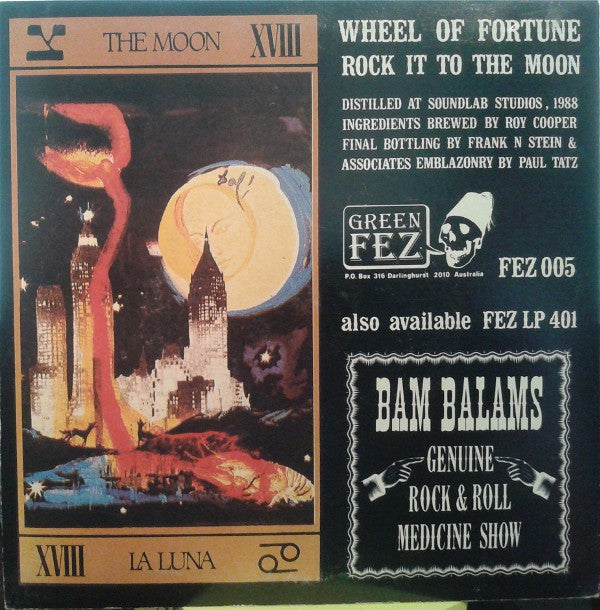 THE MOON XVIII
Dalí
XVIII LA LUNA
WHEEL OF FORTUNE
ROCK IT TO THE MOON
DISTILLED AT SOUNDLAB STUDIOS, 1988
INGREDIENTS BREWED BY ROY COOPER
FINAL BOTTLING BY FRANK N STEIN &
ASSOCIATES EMBLAZONRY BY PAUL TATZ
GREEN
FEZ
P.O. Box 316 Darlinghurst 2010 Australia
FEZ 005
also available FEZ LP 401
BAM BALAMS
GENUINE
ROCK & ROLL
MEDICINE SHOW